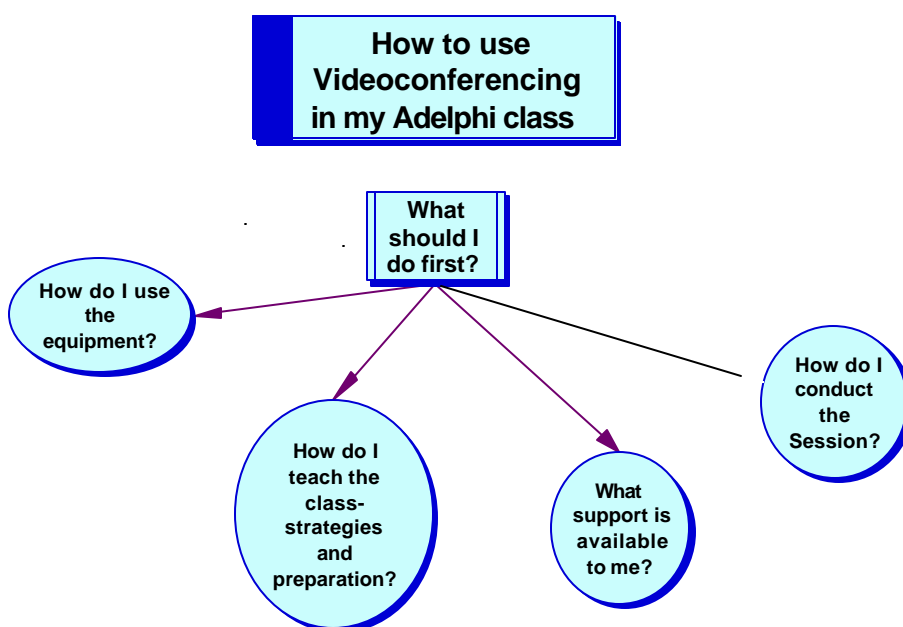 How to use
Videoconferencing
in my Adelphi class
What
should I
do first?
How do I use
the
equipment?
How do I
conduct
the
Session?
How do I
teach the
class-
strategies
and
preparation?
What
support is
available
to me?